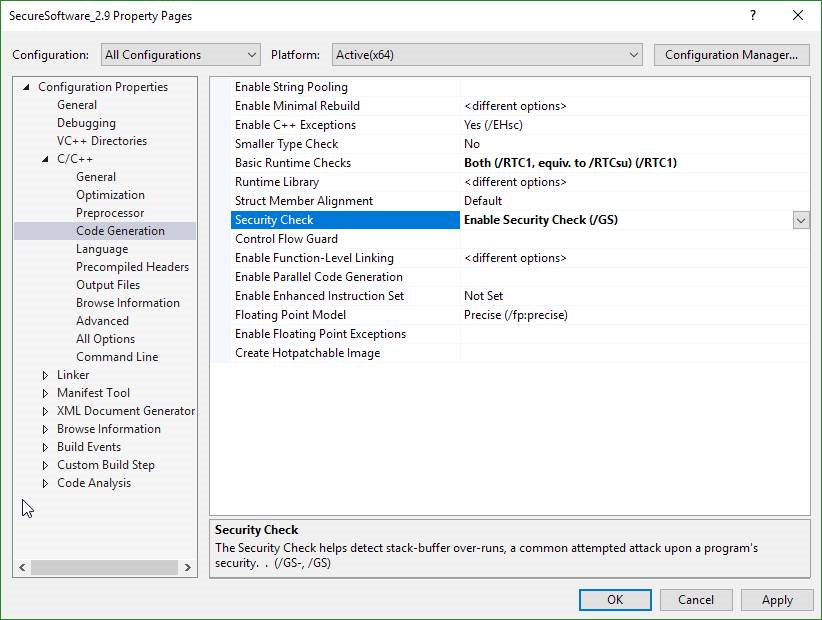 SecureSoftware_2.9 Property Pages ?
Configuration: All Configurations Platform: Active(x64) Configuration Manager...
Configuration Properties
General
Debugging
VC++ Directories
C/C++
General
Optimization
Preprocessor
Code Generation
Language
Precompiled Headers
Output Files
Browse Information
Advanced
All Options
Command Line
Linker
Manifest Tool
XML Document Generator
Browse Information
Build Events
Custom Build Step
Code Analysis
Enable String Pooling
Enable Minimal Rebuild <different options>
Enable C++ Exceptions Yes (/EHsc)
Smaller Type Check No
Basic Runtime Checks Both (/RTC1, equiv. to /RTCsu) (/RTC1)
Runtime Library <different options>
Struct Member Alignment Default
Security Check Enable Security Check (/GS)
Control Flow Guard
Enable Function-Level Linking <different options>
Enable Parallel Code Generation
Enable Enhanced Instruction Set Not Set
Floating Point Model Precise (/fp:precise)
Enable Floating Point Exceptions
Create Hotpatchable Image
Security Check
The Security Check helps detect stack-buffer over-runs, a common attempted attack upon a program's
security. . (/GS-, /GS)
OK Cancel Apply